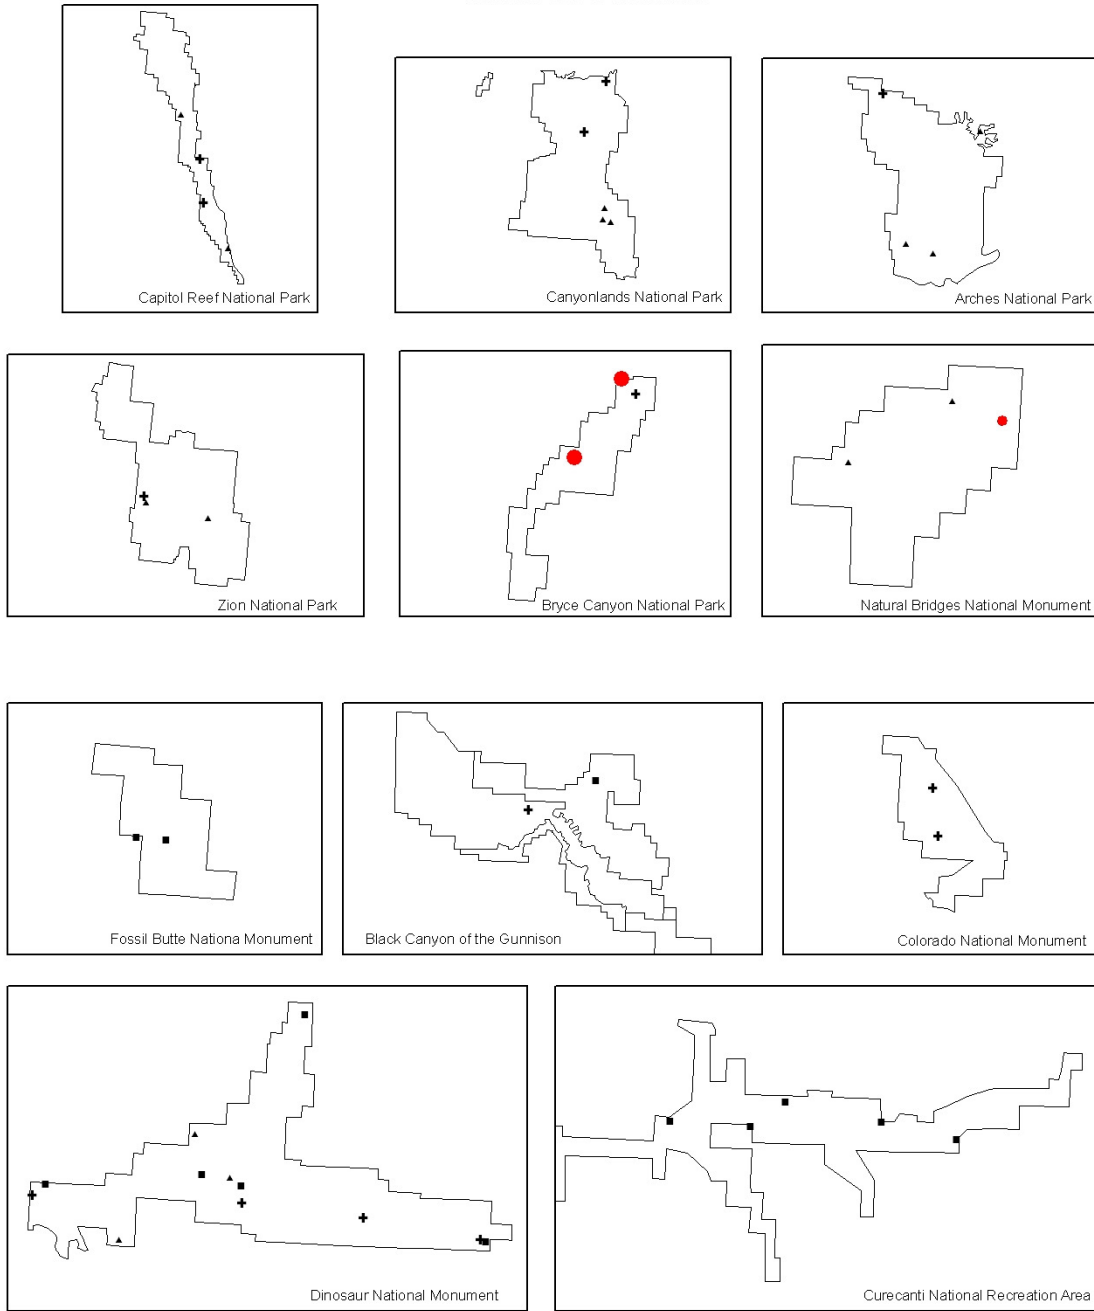 Capitol Reef National Park
Canyonlands National Park
Arches National Park
Zion National Park
Bryce Canyon National Park
Natural Bridges National Monument
Fossil Butte Nationa Monument
Black Canyon of the Gunnison
Colorado National Monument
Dinosaur National Monument
Curecanti National Recreation Area